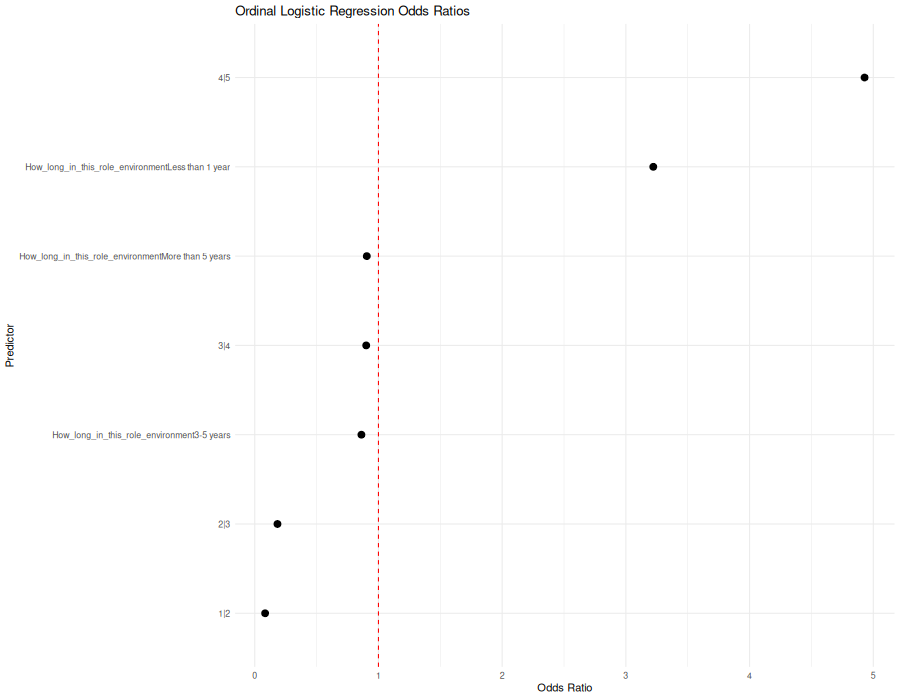 Ordinal Logistic Regression Odds Ratios
4|5
How_long_in_this_role_environmentLess than 1 year
How_long_in_this_role_environmentMore than 5 years
3|4
How_long_in_this_role_environment3-5 years
2|3
1|2
Predictor
0 1 2 3 4 5
Odds Ratio